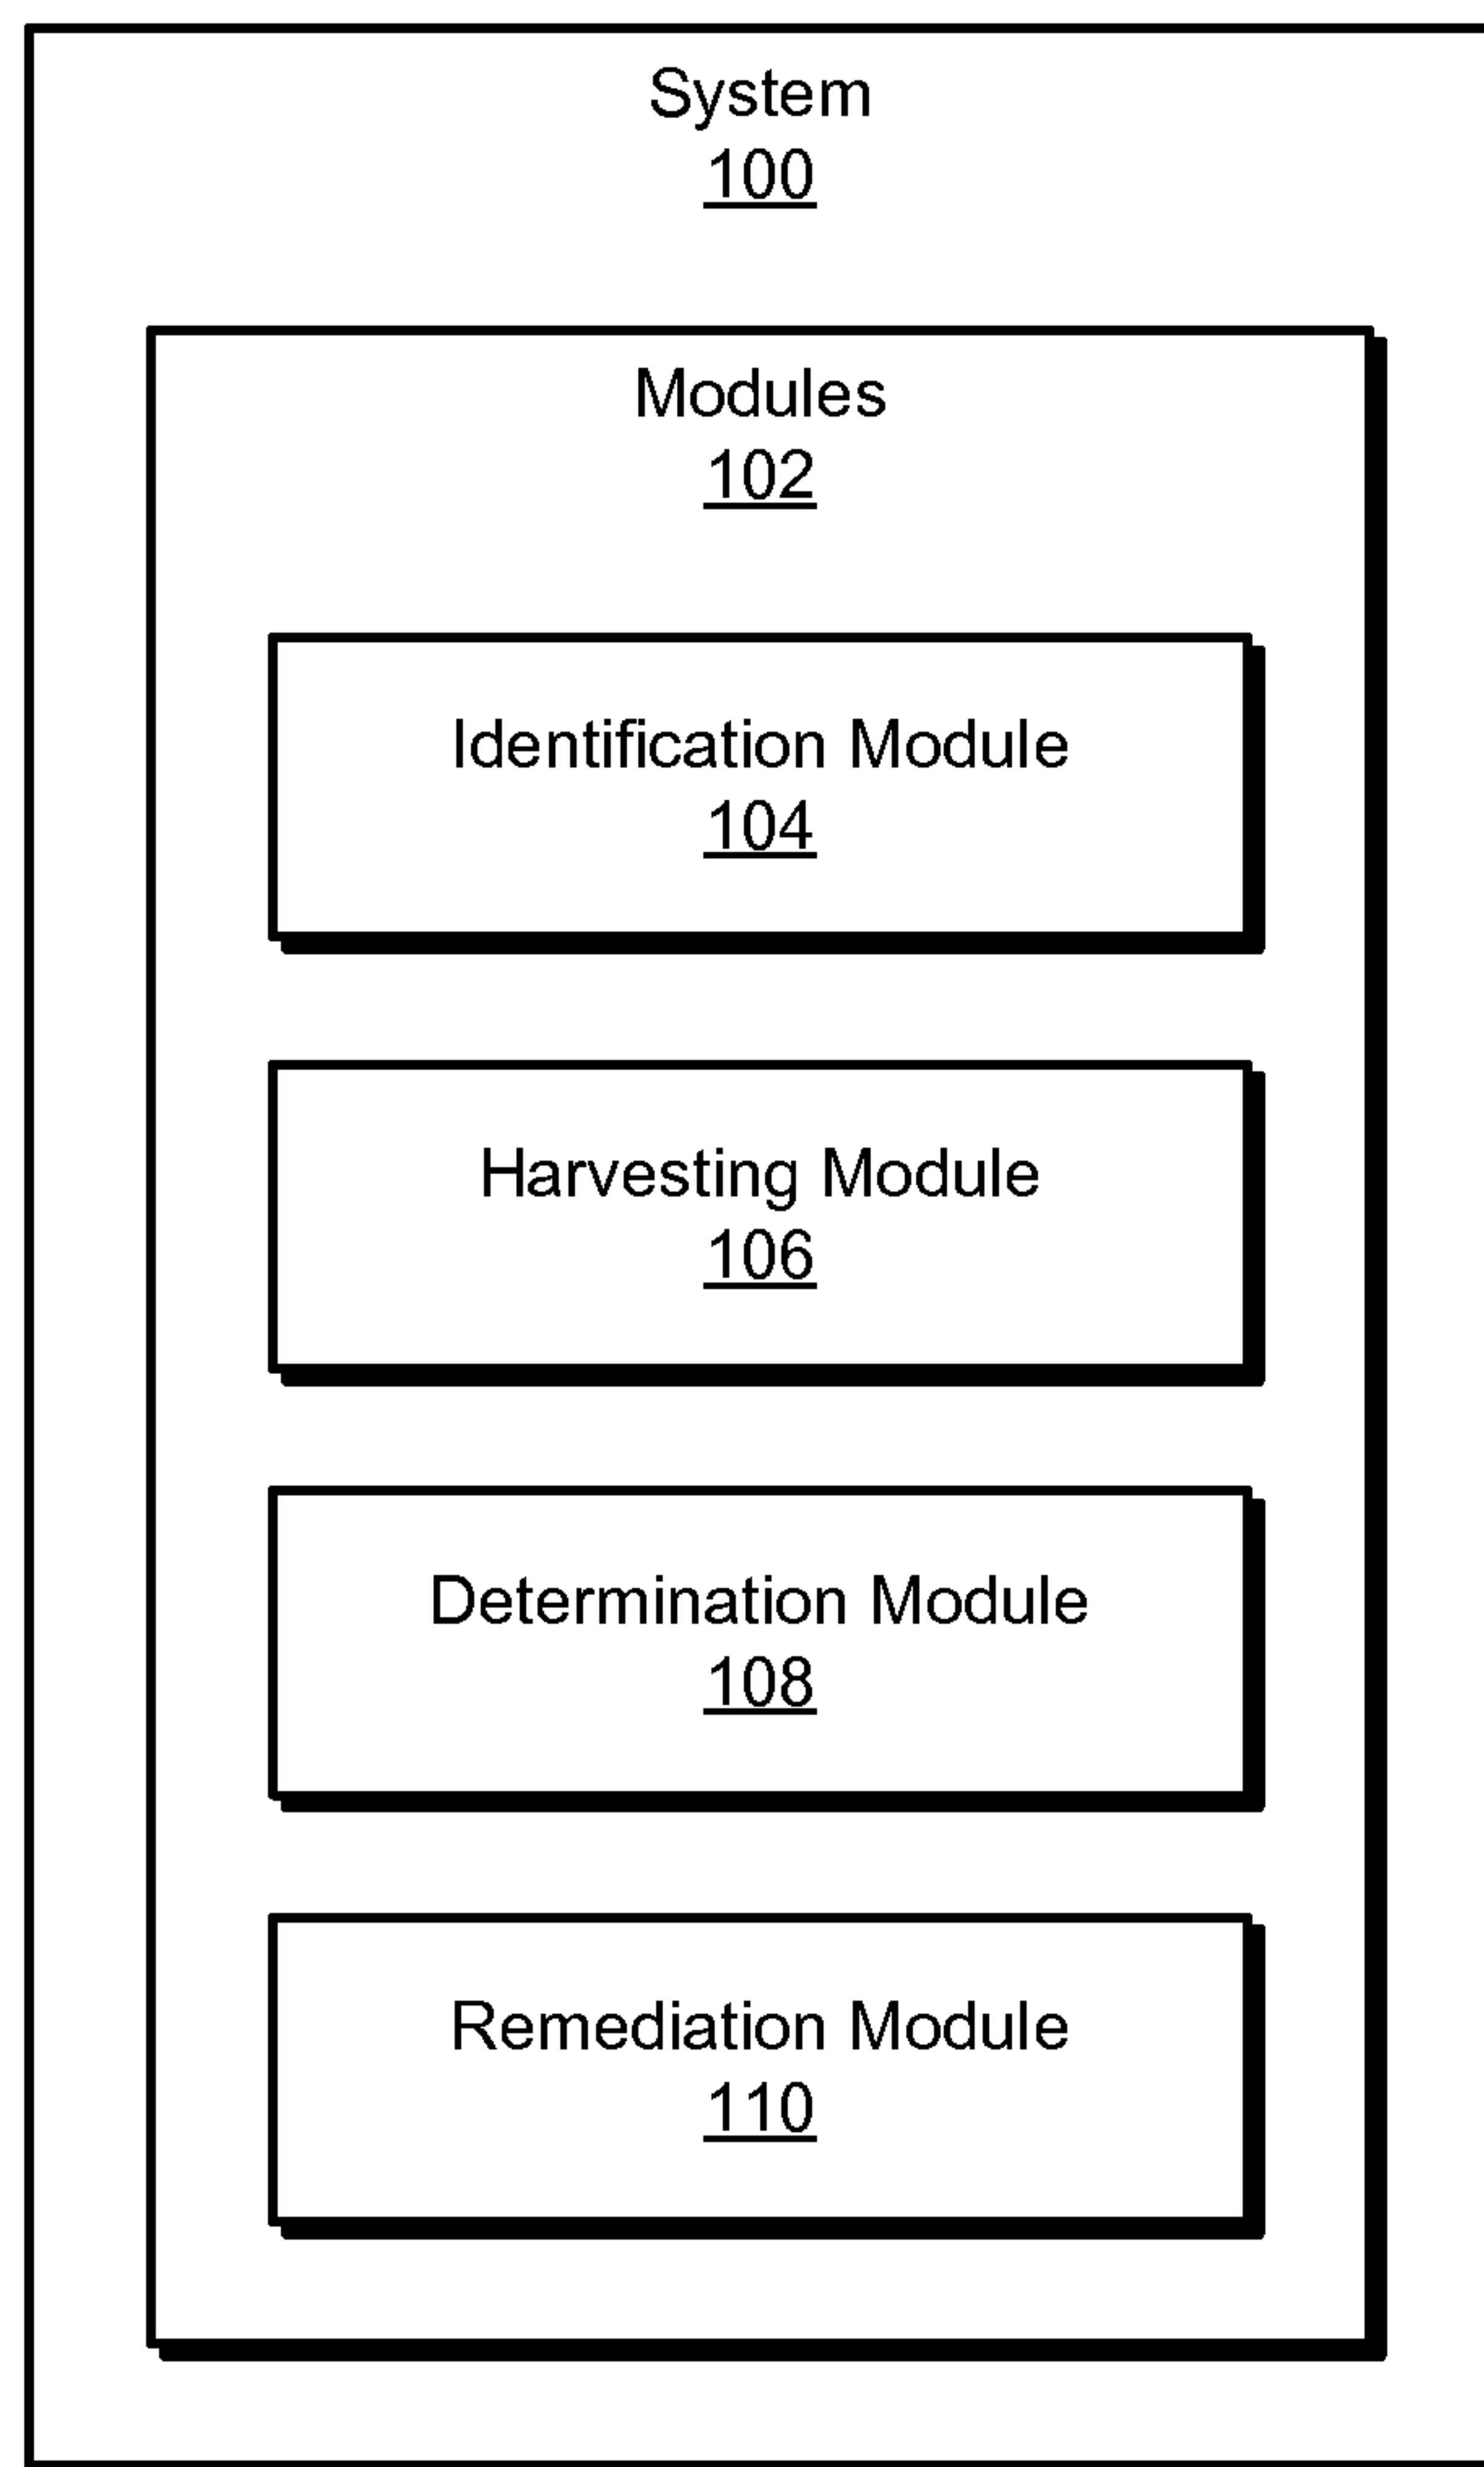 System
100
Modules
102
Identification Module
104
Harvesting Module
106
Determination Module
108
Remediation Module
110